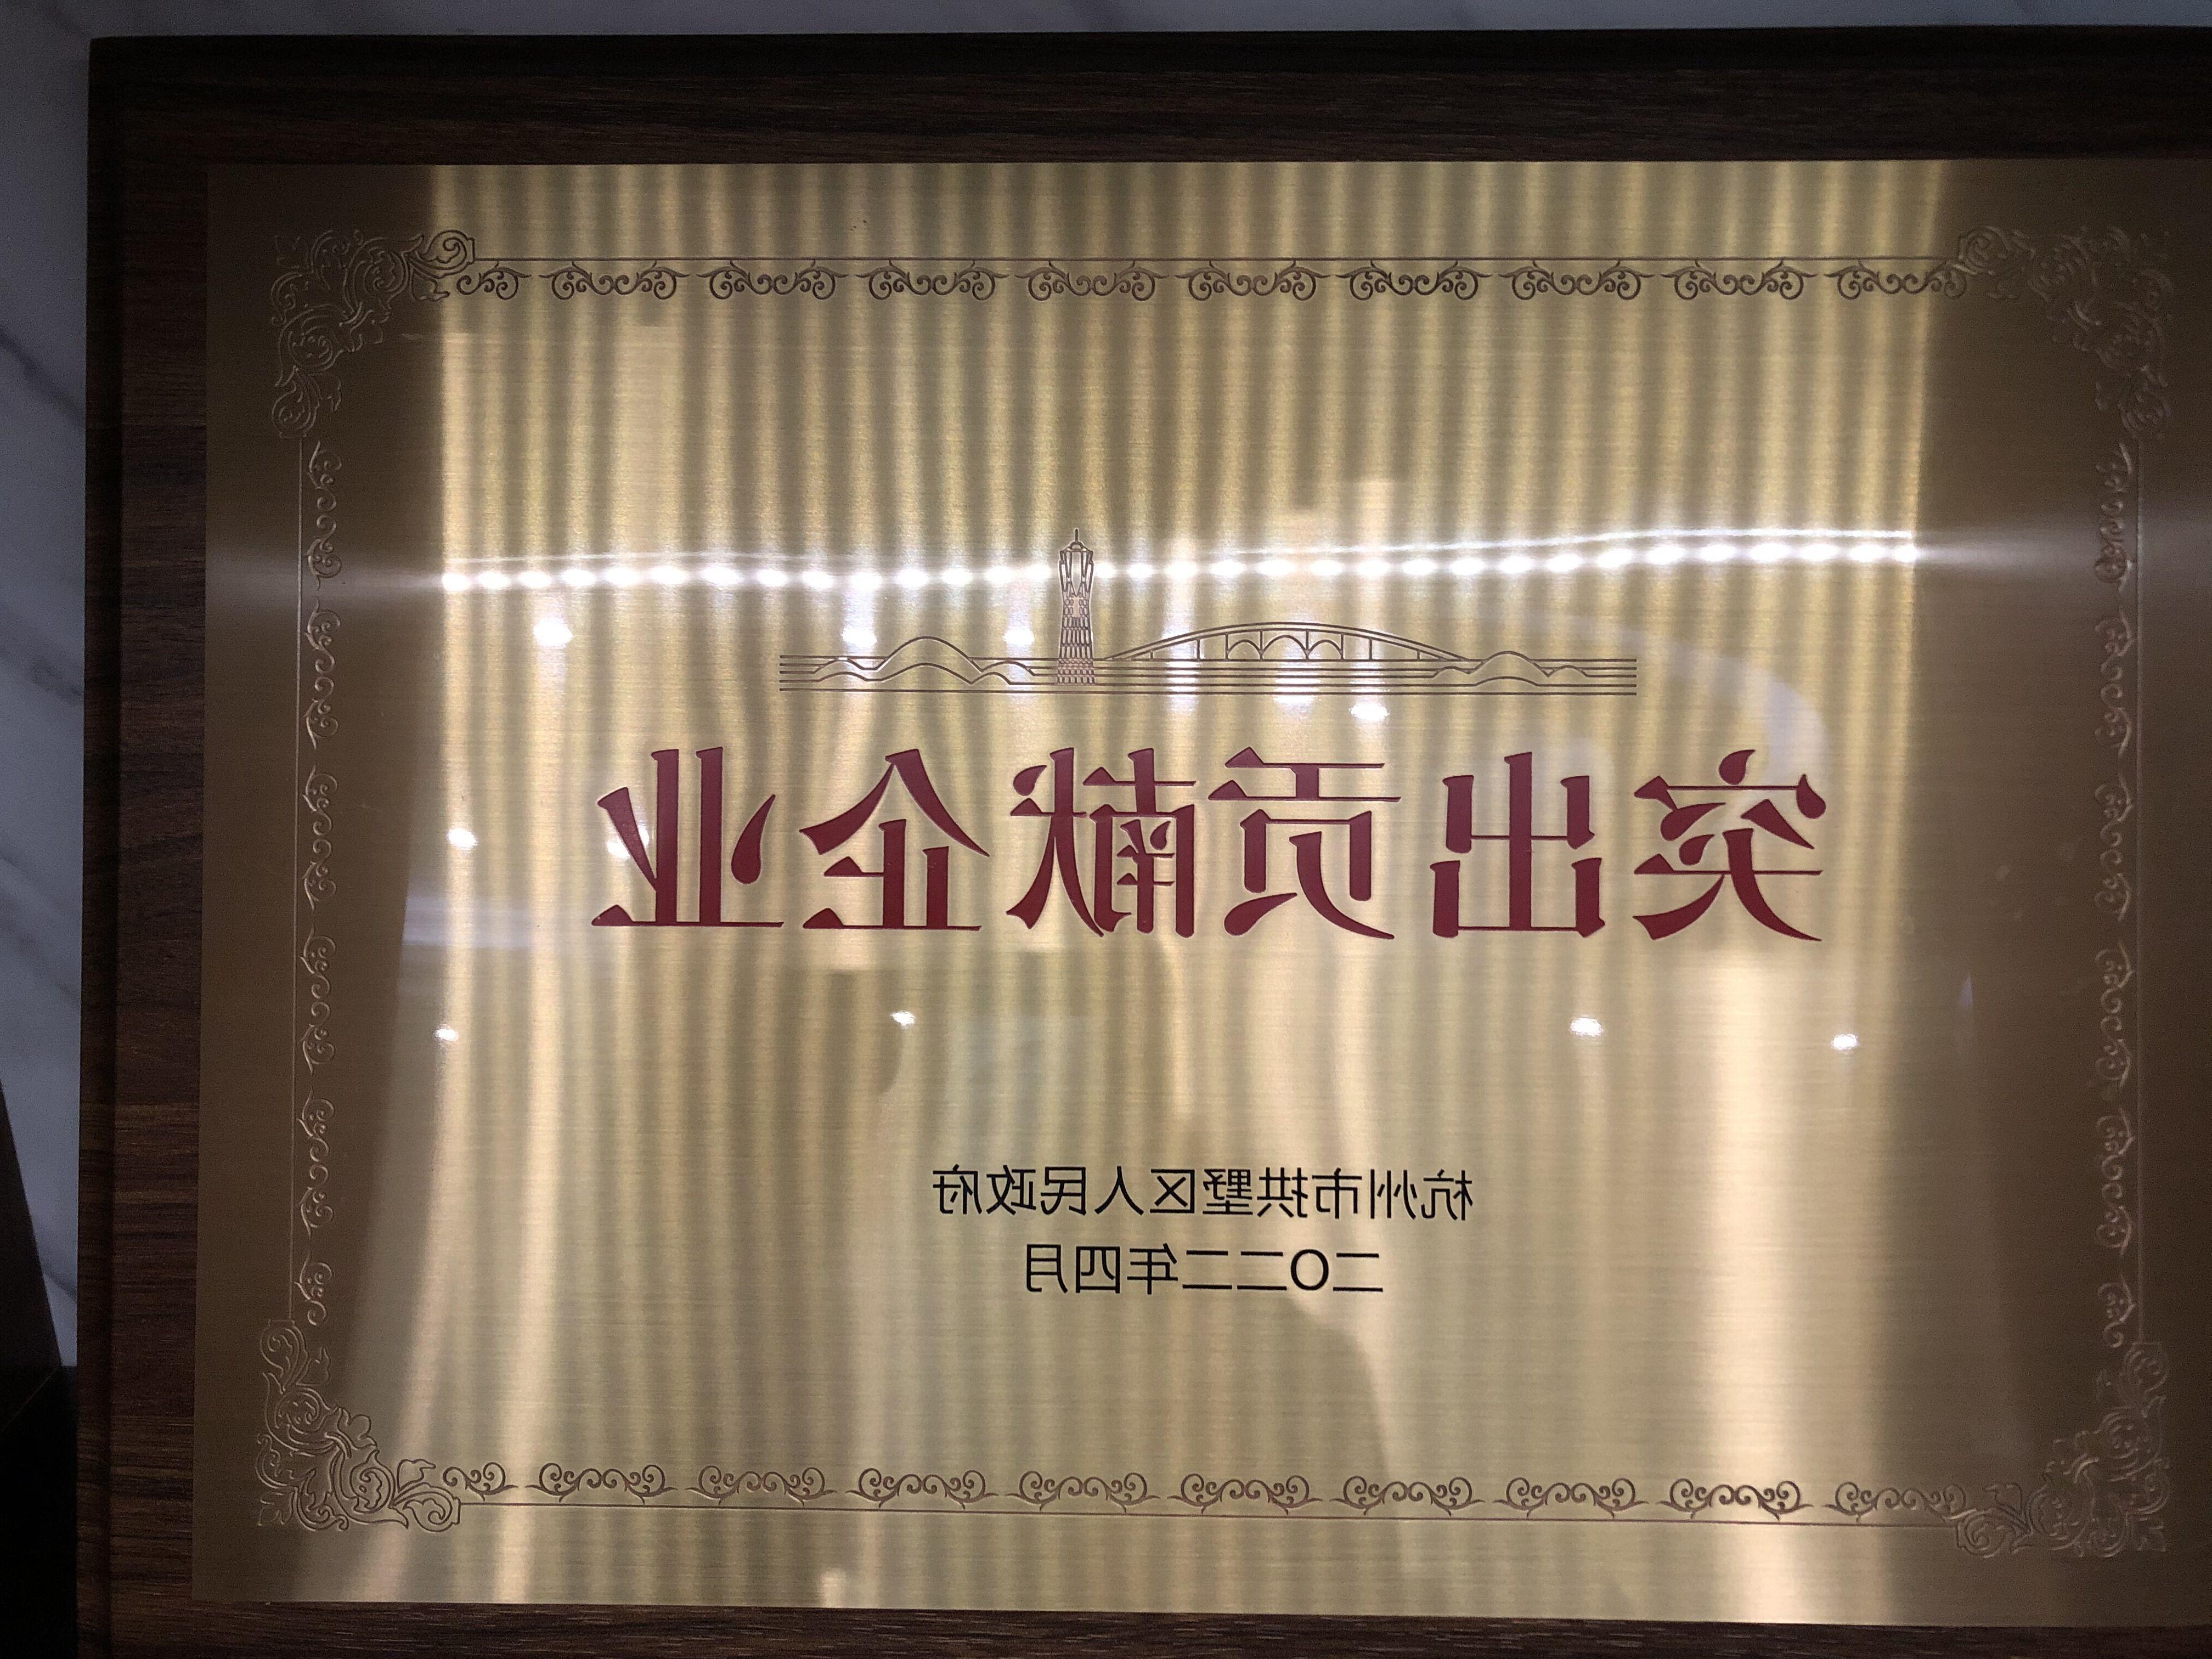 突出贡献企业
杭州市拱墅区人民政府
二〇二二年四月